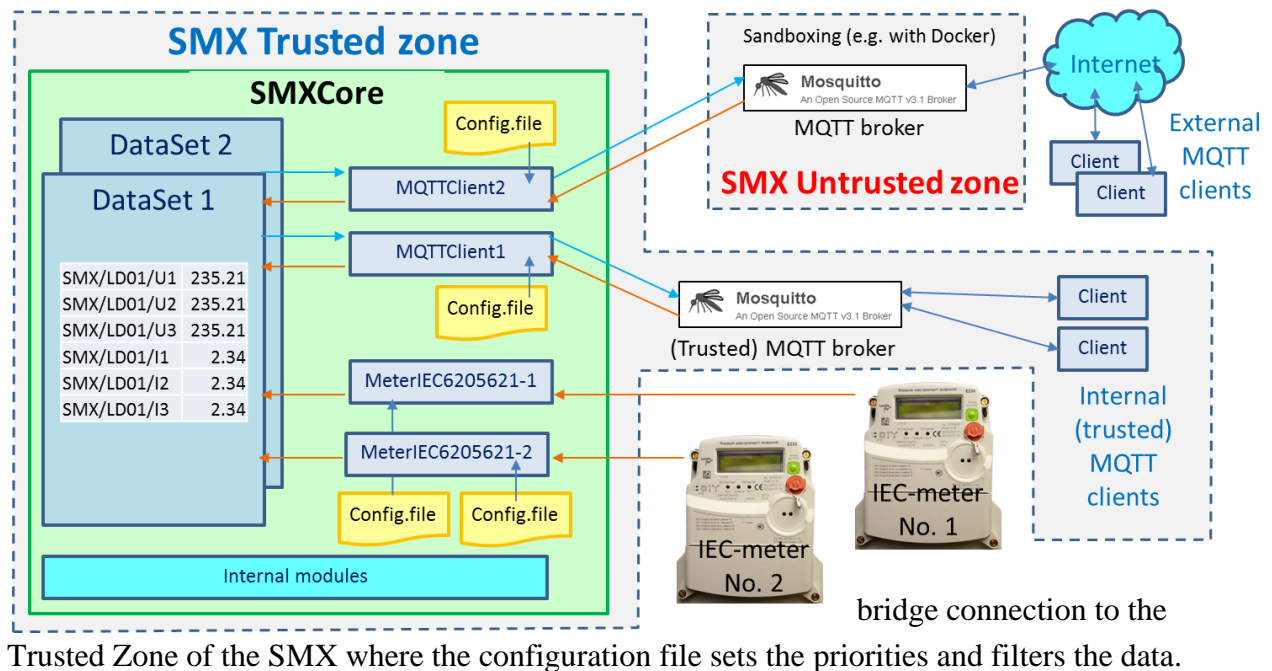 SMX Trusted zone
SMXCore
DataSet 2
DataSet 1
SMX/LD01/U1 235.21
SMX/LD01/U2 235.21
SMX/LD01/U3 235.21
SMX/LD01/I1 2.34
SMX/LD01/I2 2.34
SMX/LD01/I3 2.34
Config.file
MQTTClient2
MQTTClient1
Config.file
MeterIEC6205621-1
MeterIEC6205621-2
Config.file
Config.file
Internal modules
Sandboxing (e.g. with Docker)
Mosquitto
An Open Source MQTT v3.1 Broker
MQTT broker
SMX Untrusted zone
Internet
Client
Client
External
MQTT
clients
Mosquitto
An Open Source MQTT v3.1 Broker
(Trusted) MQTT broker
Client
Client
Internal
(trusted)
MQTT
clients
IEC-meter
No. 1
IEC-meter
No. 2
bridge connection to the
Trusted Zone of the SMX where the configuration file sets the priorities and filters the data.